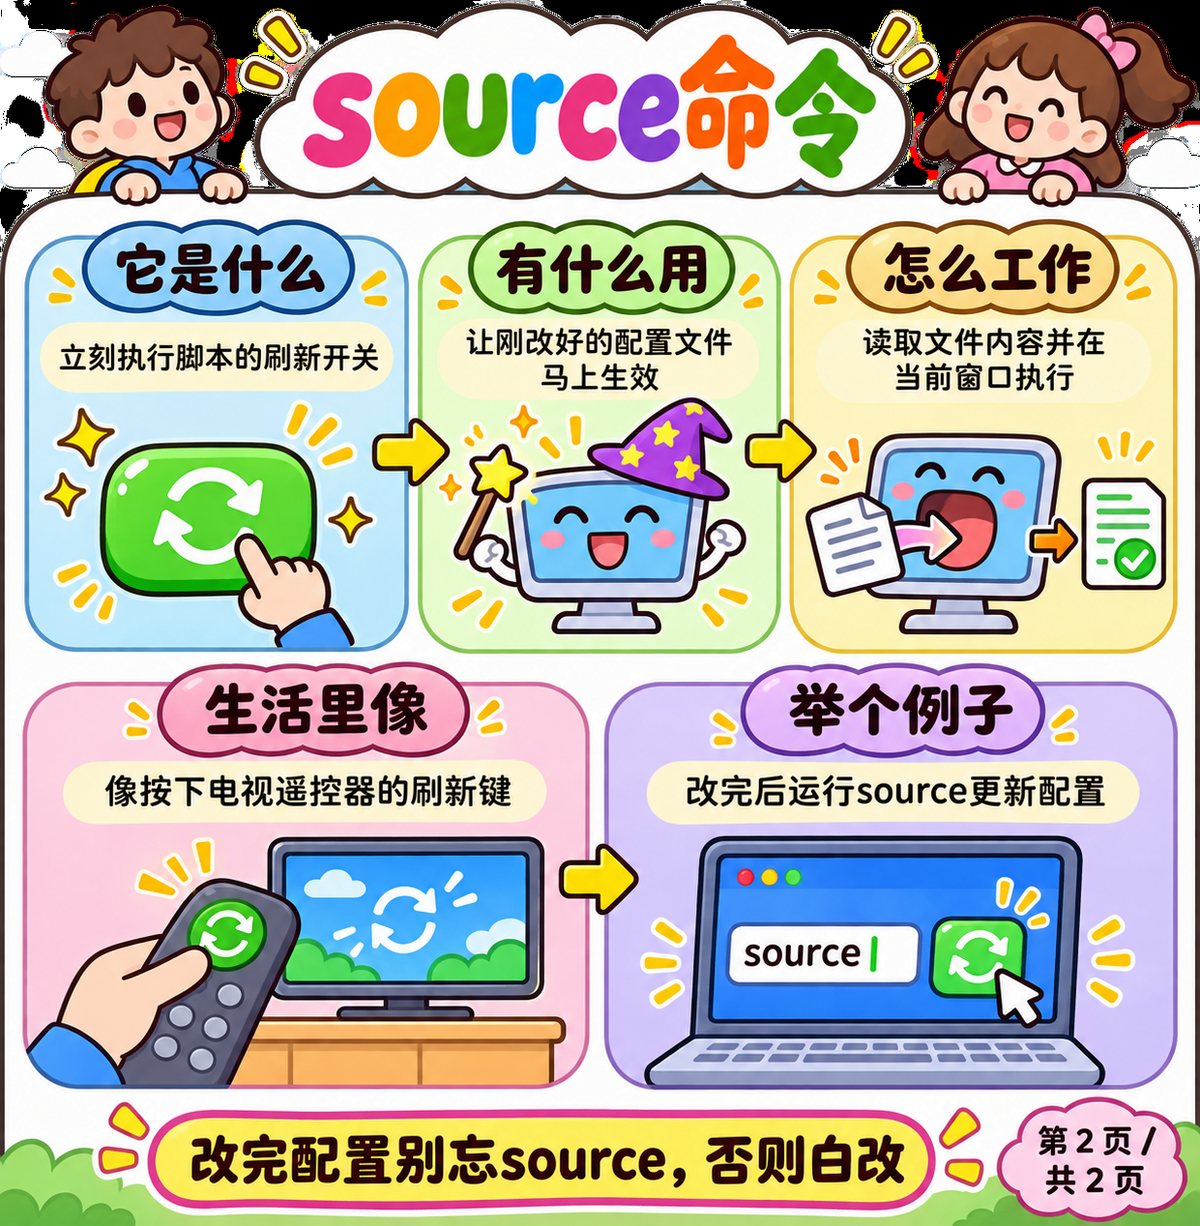 source命令
它是什么
立刻执行脚本的刷新开关
有什么用
让刚改好的配置文件
马上生效
怎么工作
读取文件内容并在
当前窗口执行
生活里像
像按下电视遥控器的刷新键
举个例子
改完后运行source更新配置
source
改完配置别忘source，否则白改
第 2 页 /
共 2 页